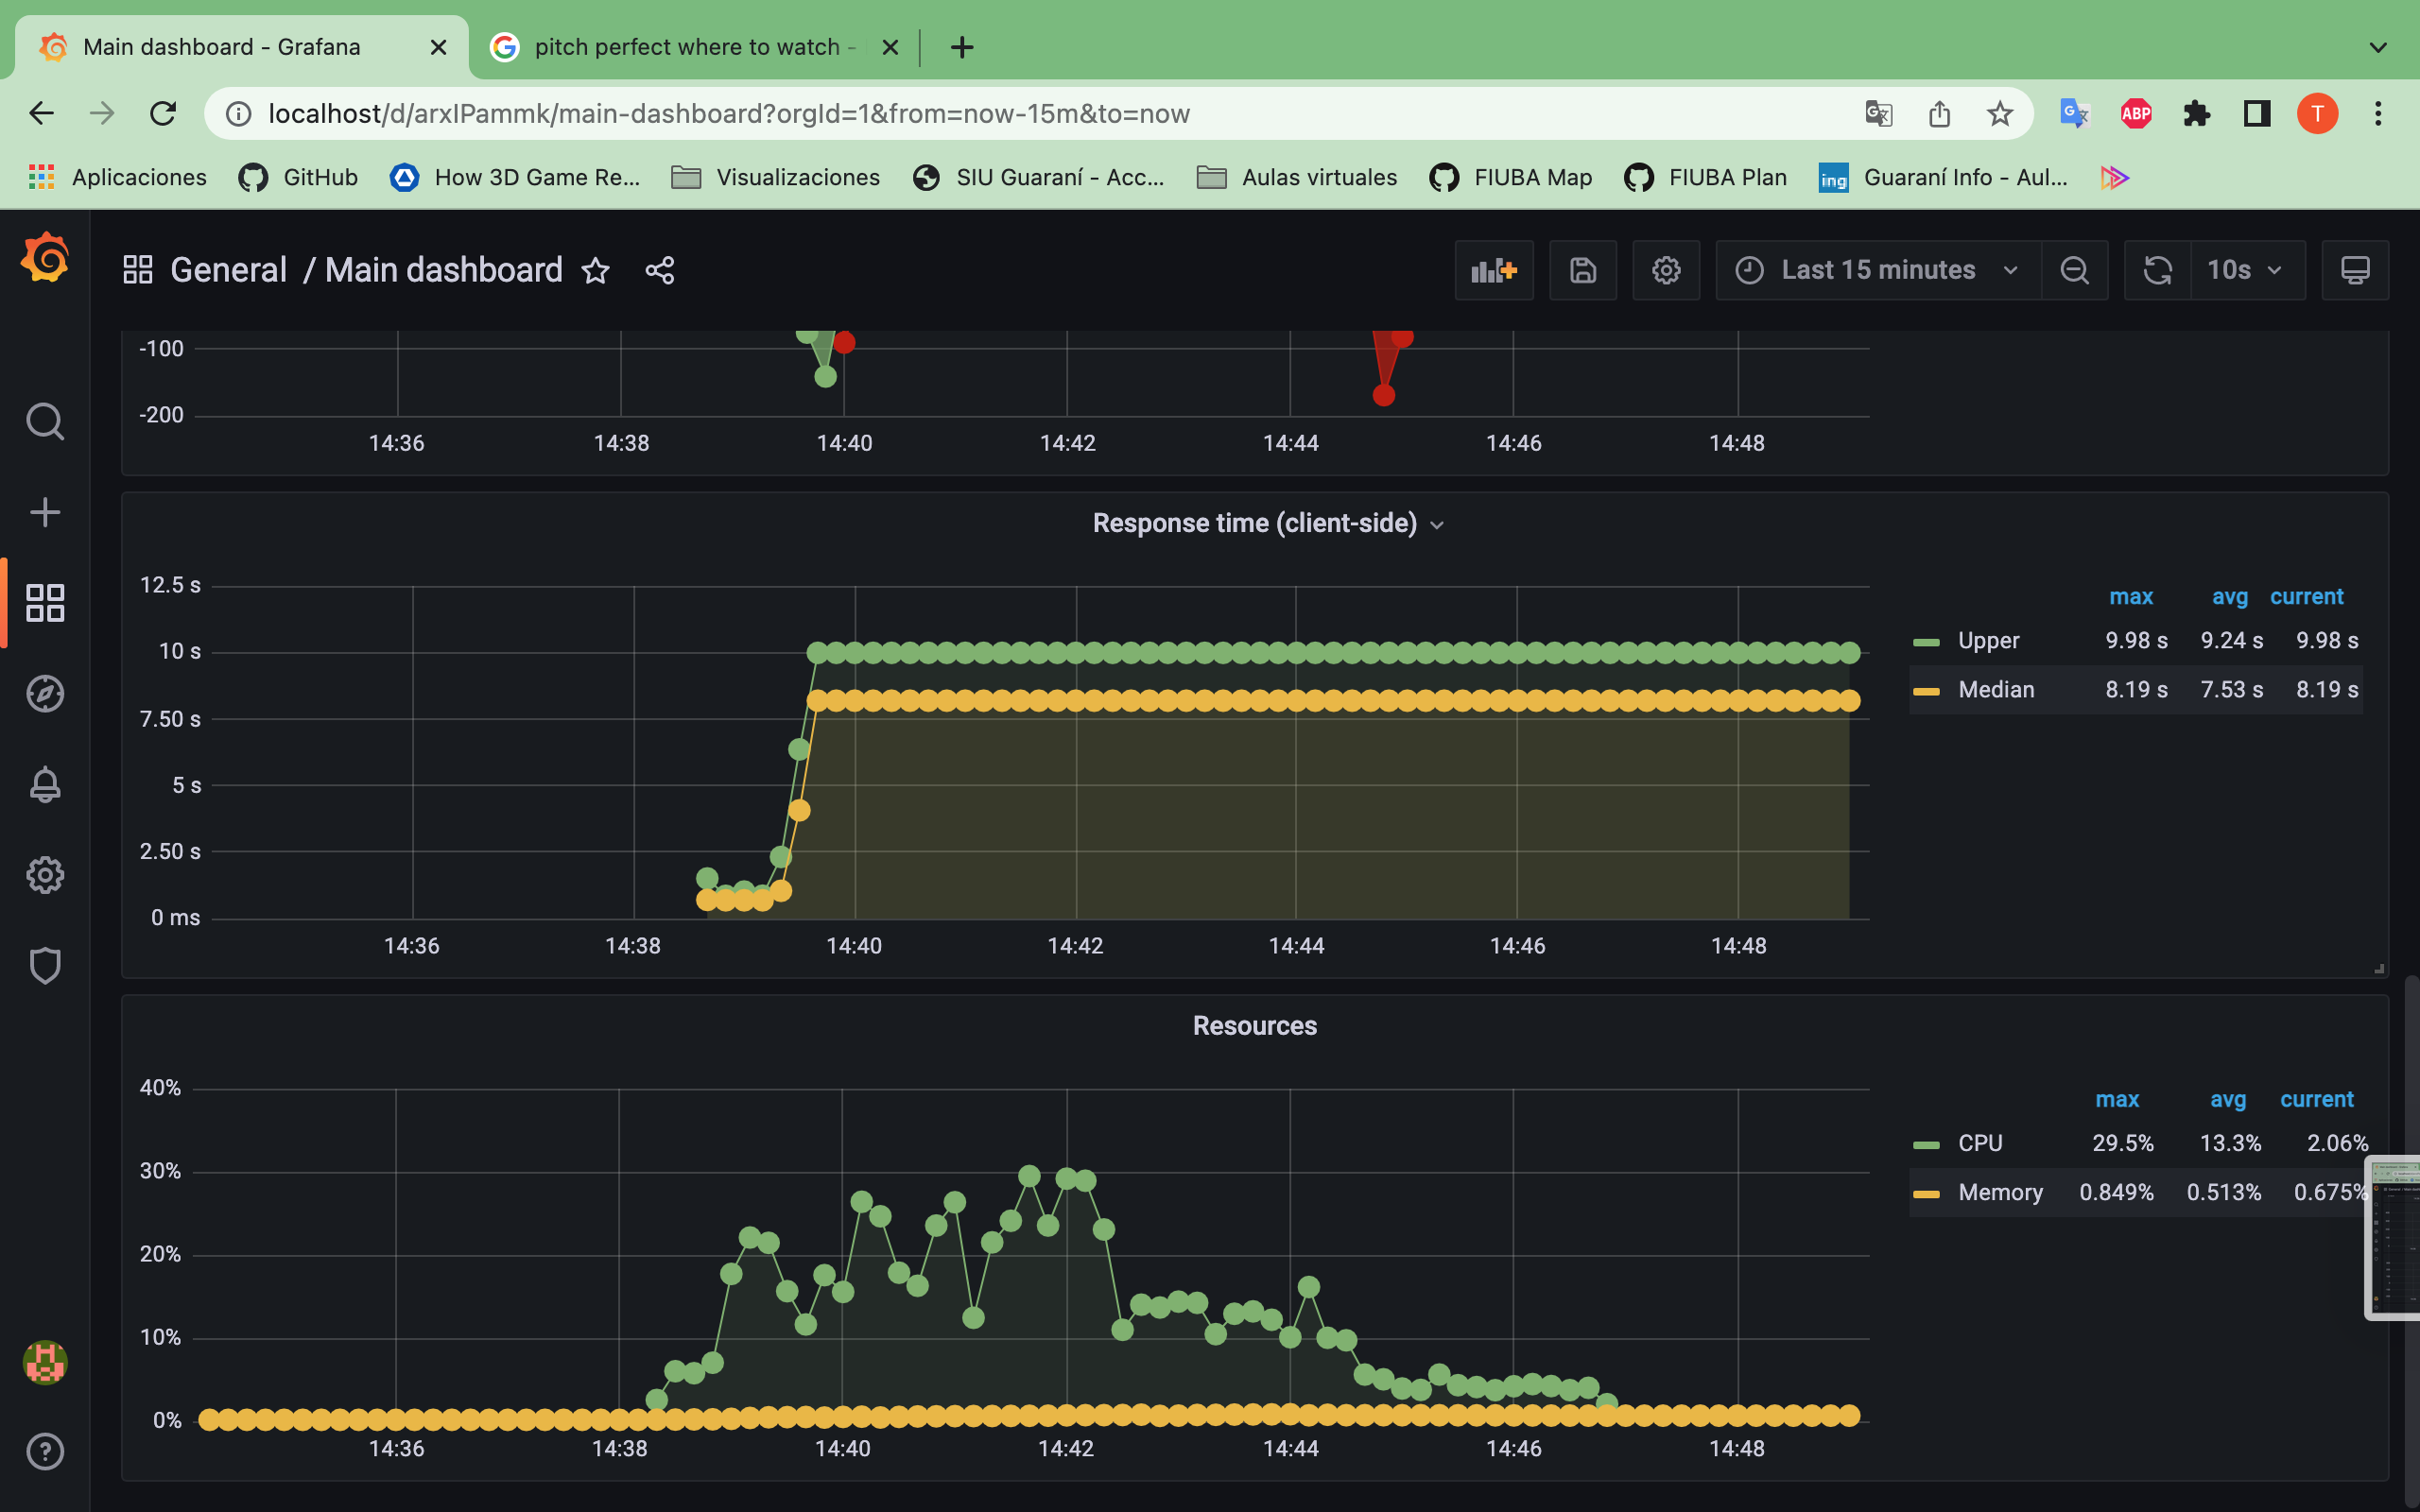 Main dashboard - Grafana
pitch perfect where to watch -
localhost/d/arxIPammk/main-dashboard?orgId=1&from=now-15m&to=now
ABP
T
Aplicaciones
GitHub
How 3D Game Re...
Visualizaciones
SIU Guaraní - Acc...
Aulas virtuales
FIUBA Map
FIUBA Plan
ing
Guaraní Info - Aul...
General / Main dashboard
Last 15 minutes
10s
-100
-200
14:36 14:38 14:40 14:42 14:44 14:46 14:48
Response time (client-side)
12.5 s
10 s
7.50 s
5 s
2.50 s
0 ms
14:36 14:38 14:40 14:42 14:44 14:46 14:48
max avg current
Upper 9.98 s 9.24 s 9.98 s
Median 8.19 s 7.53 s 8.19 s
Resources
40%
30%
20%
10%
0%
14:36 14:38 14:40 14:42 14:44 14:46 14:48
max avg current
CPU 29.5% 13.3% 2.06%
Memory 0.849% 0.513% 0.675%